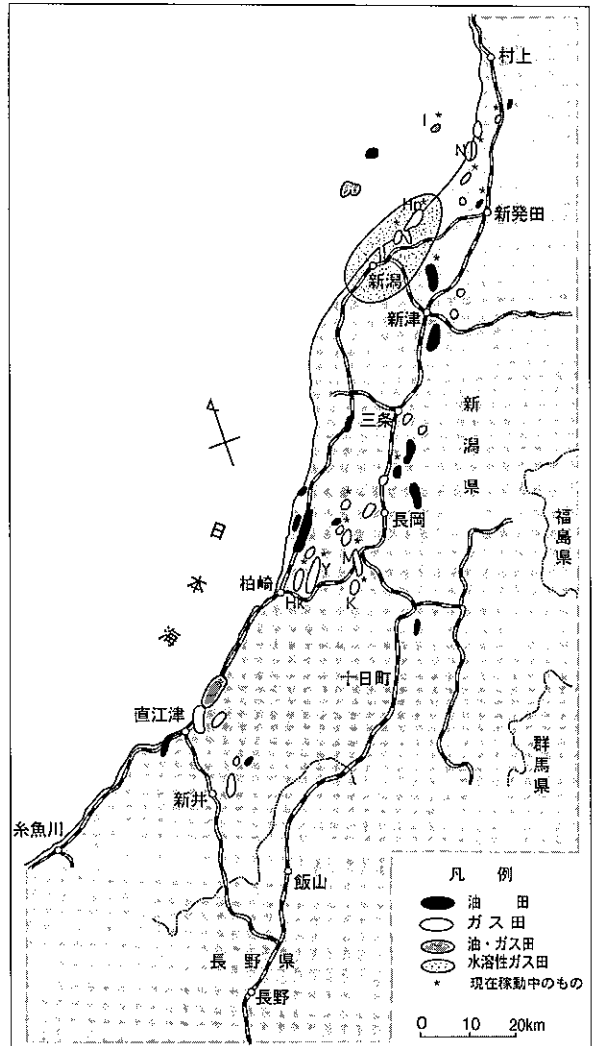 村上
I
N
Hn
新発田
新潟
新津
三条
新潟県
長岡
福島県
日本海
柏崎
Hk
Y
M
K
十日町
直江津
群馬県
新井
糸魚川
飯山
長野県
長野
凡例
油田
ガス田
油・ガス田
水溶性ガス田
* 現在稼動中のもの
0 20km